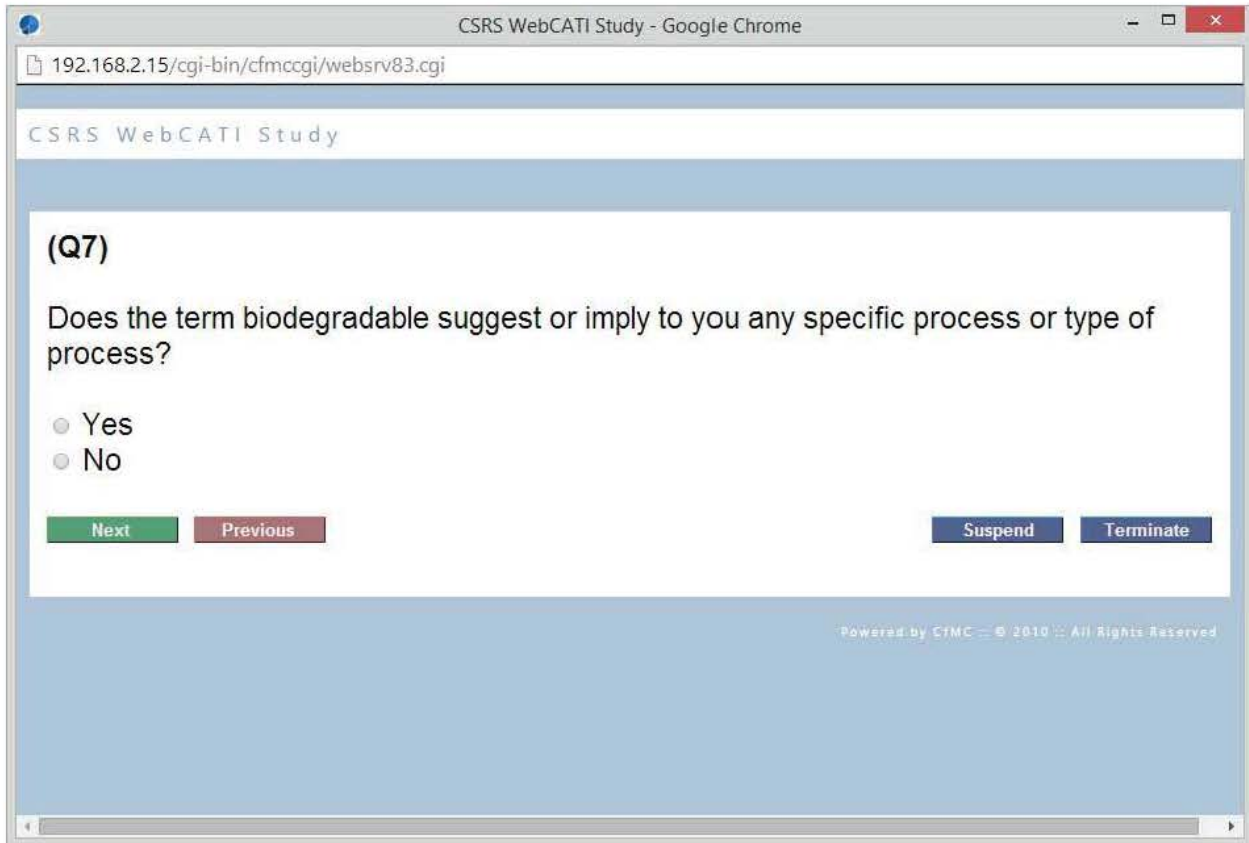 CSRS WebCATI Study - Google Chrome
192.168.2.15/cgi-bin/cfmccgi/websrv83.cgi
CSRS WebCATI Study
(Q7)
Does the term biodegradable suggest or imply to you any specific process or type of
process?
Yes
No
Next Previous Suspend Terminate
Powered by CfMC :: © 2010 :: All Rights Reserved